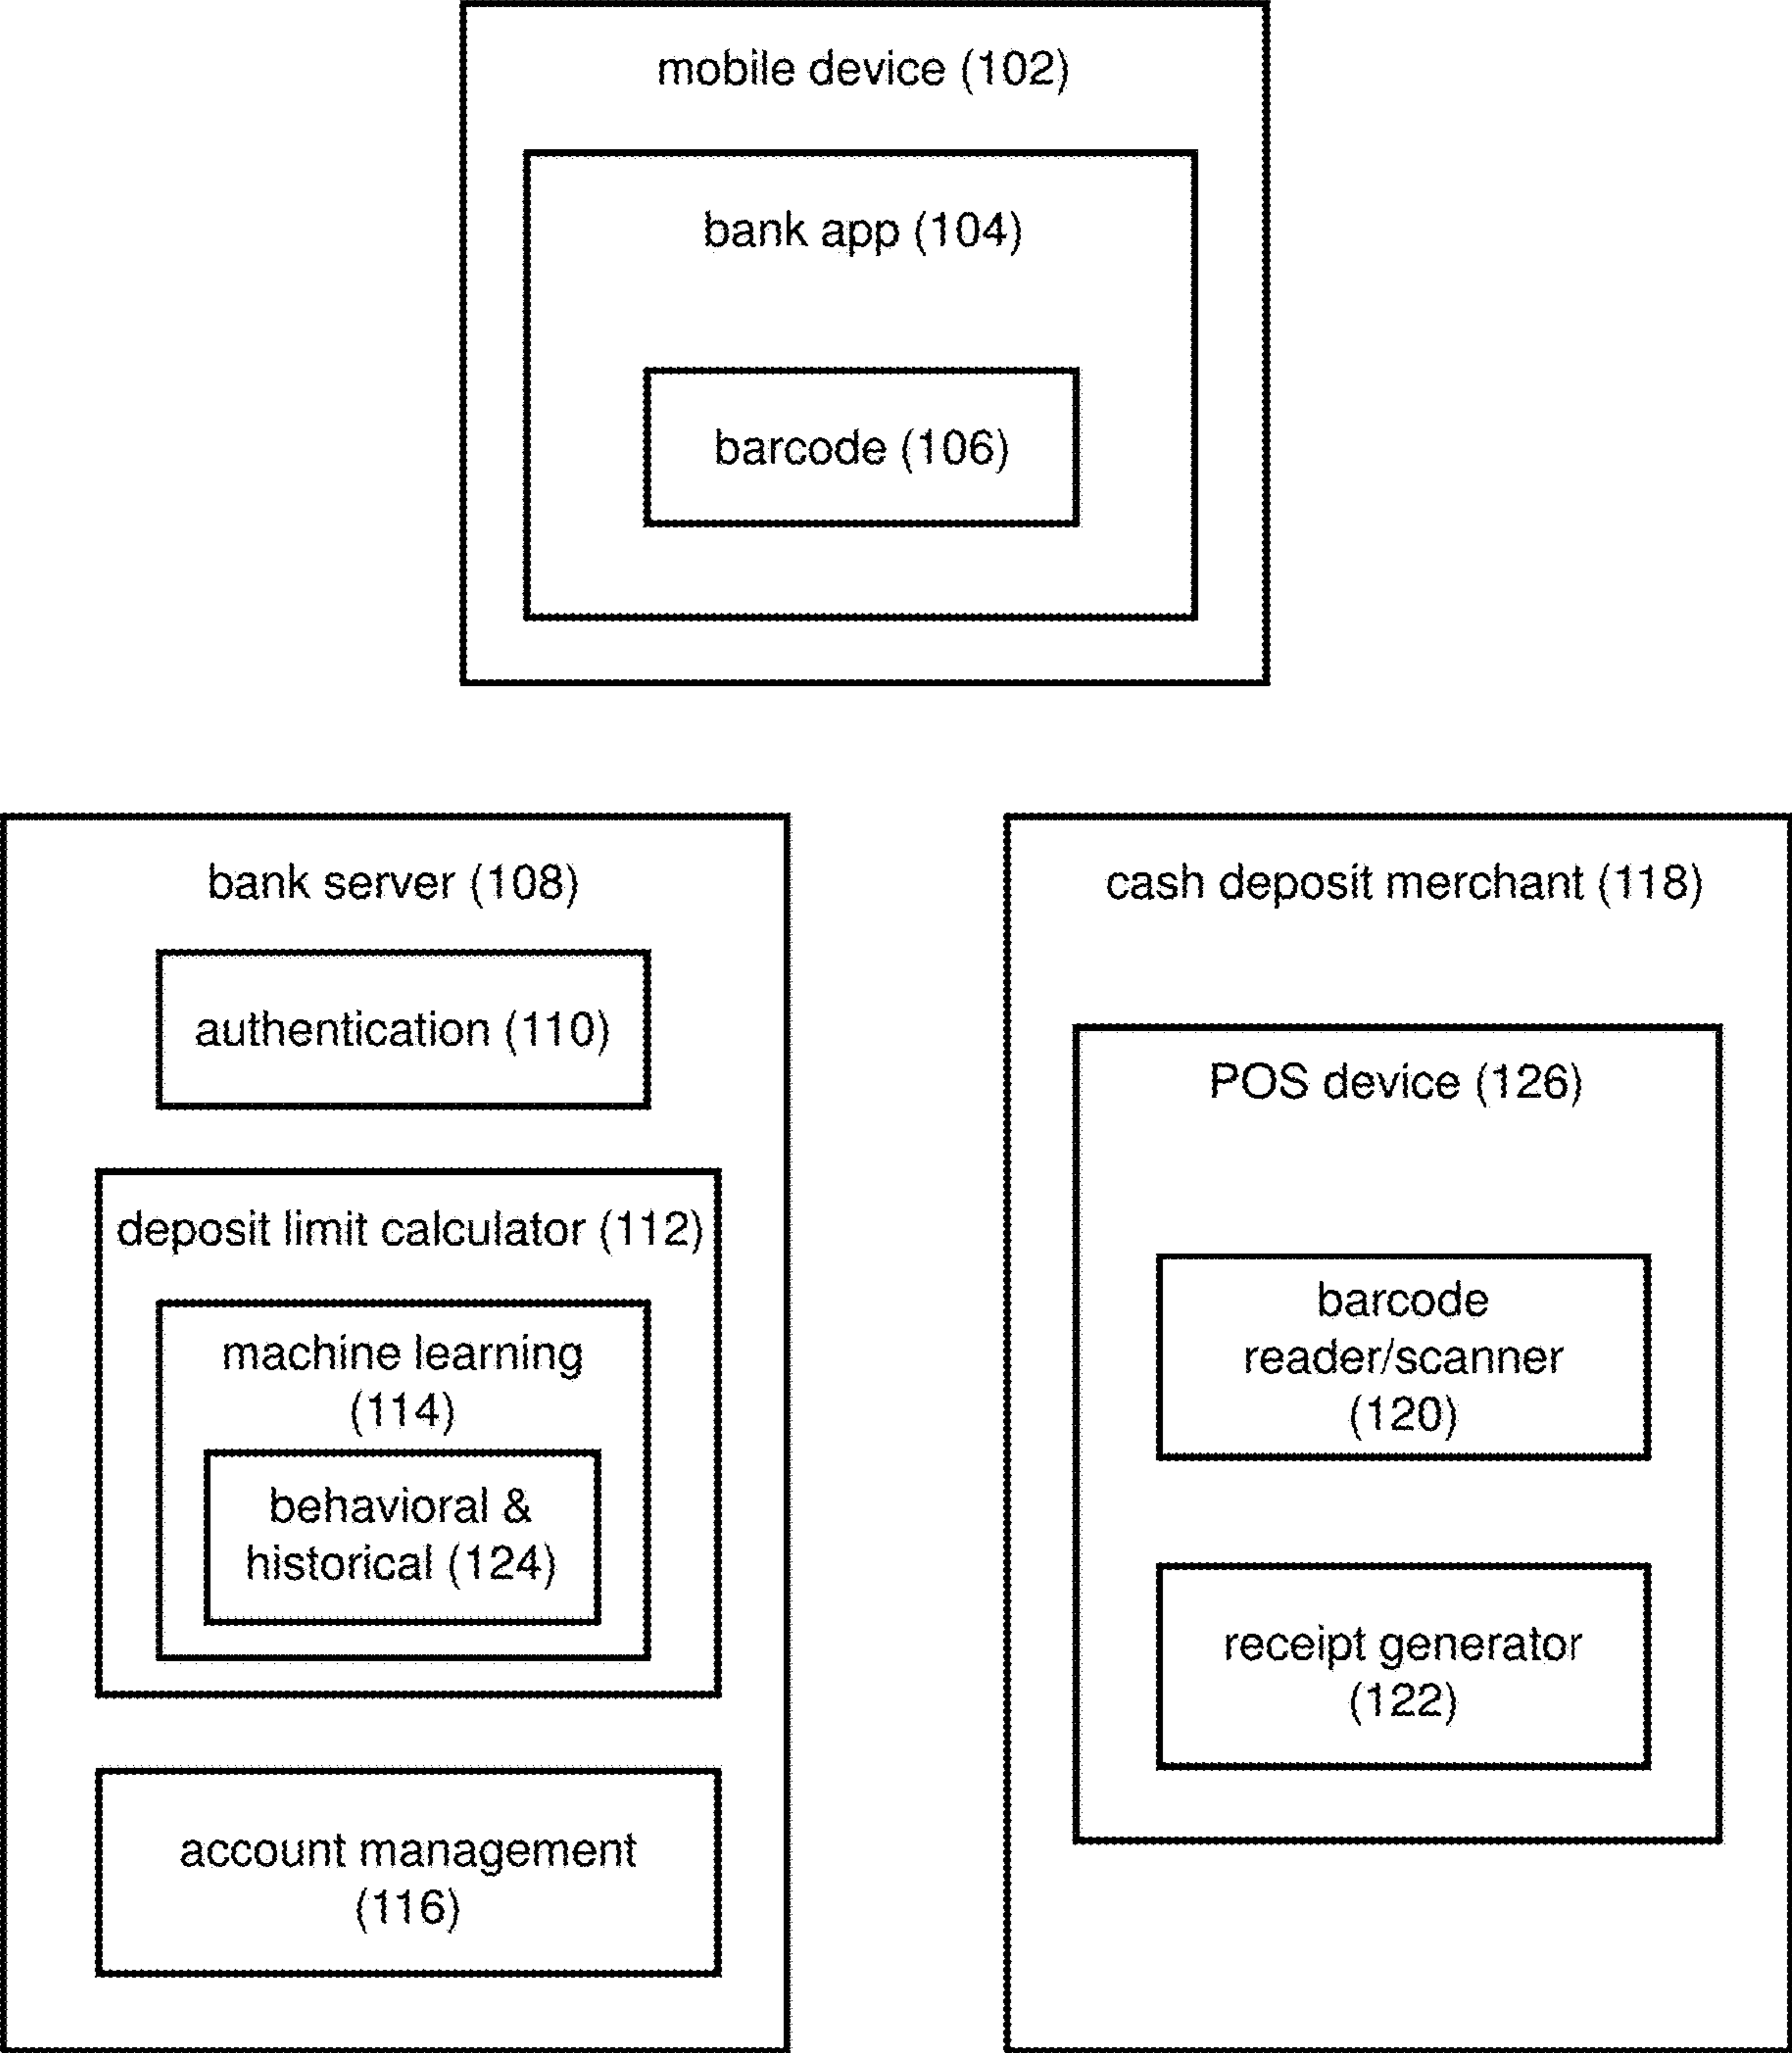 mobile device (102)
bank app (104)
barcode (106)
bank server (108)
authentication (110)
deposit limit calculator (112)
machine learning
(114)
behavioral &
historical (124)
account management
(116)
cash deposit merchant (118)
POS device (126)
barcode
reader/scanner
(120)
receipt generator
(122)